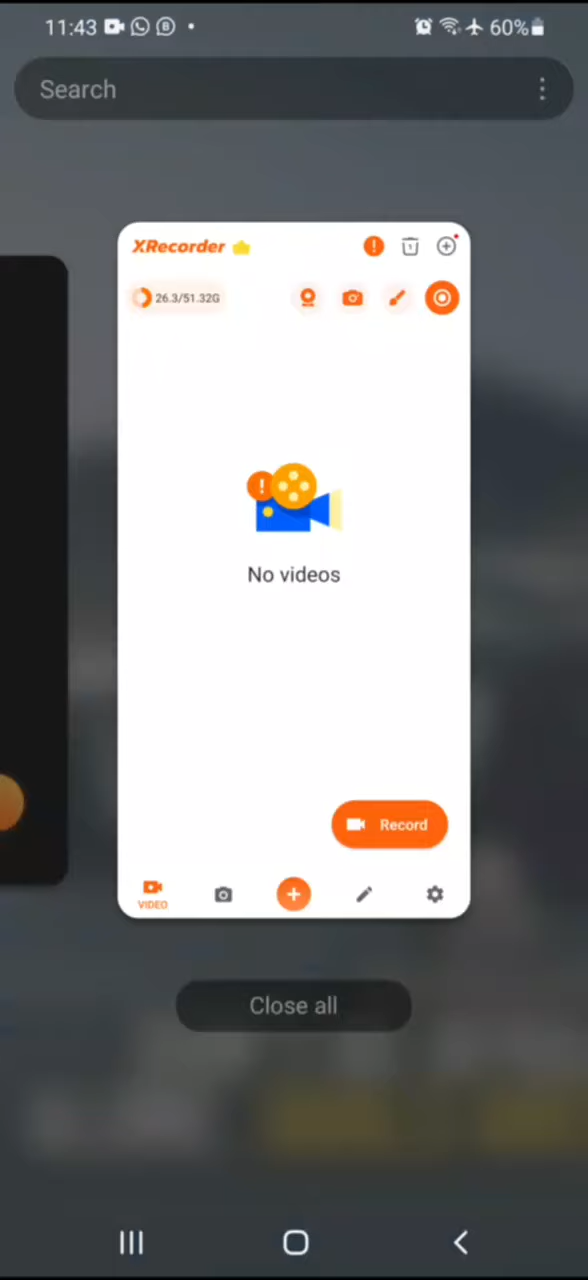 11:43
60%
Search
XRecorder
26.3/51.32G
No videos
Record
VIDEO
Close all